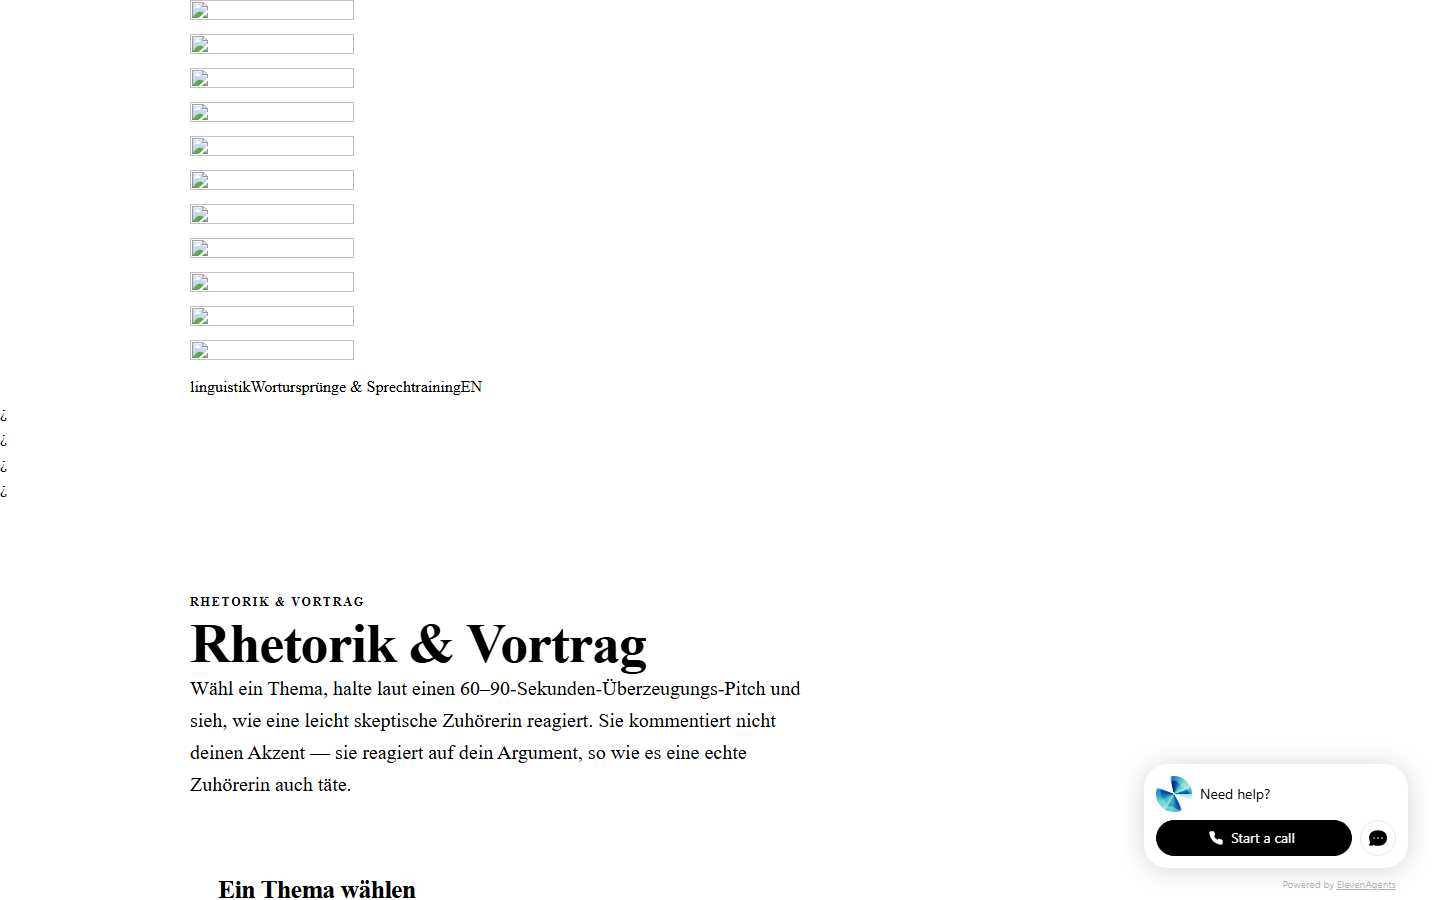 linguistikWortursprünge & SprechtrainingEN
¿
¿
¿
¿
RHETORIK & VORTRAG
Rhetorik & Vortrag
Wähl ein Thema, halte laut einen 60–90-Sekunden-Überzeugungs-Pitch und
sieh, wie eine leicht skeptische Zuhörerin reagiert. Sie kommentiert nicht
deinen Akzent — sie reagiert auf dein Argument, so wie es eine echte
Zuhörerin auch täte.
Ein Thema wählen
Need help?
Start a call
Powered by ElevenAgents